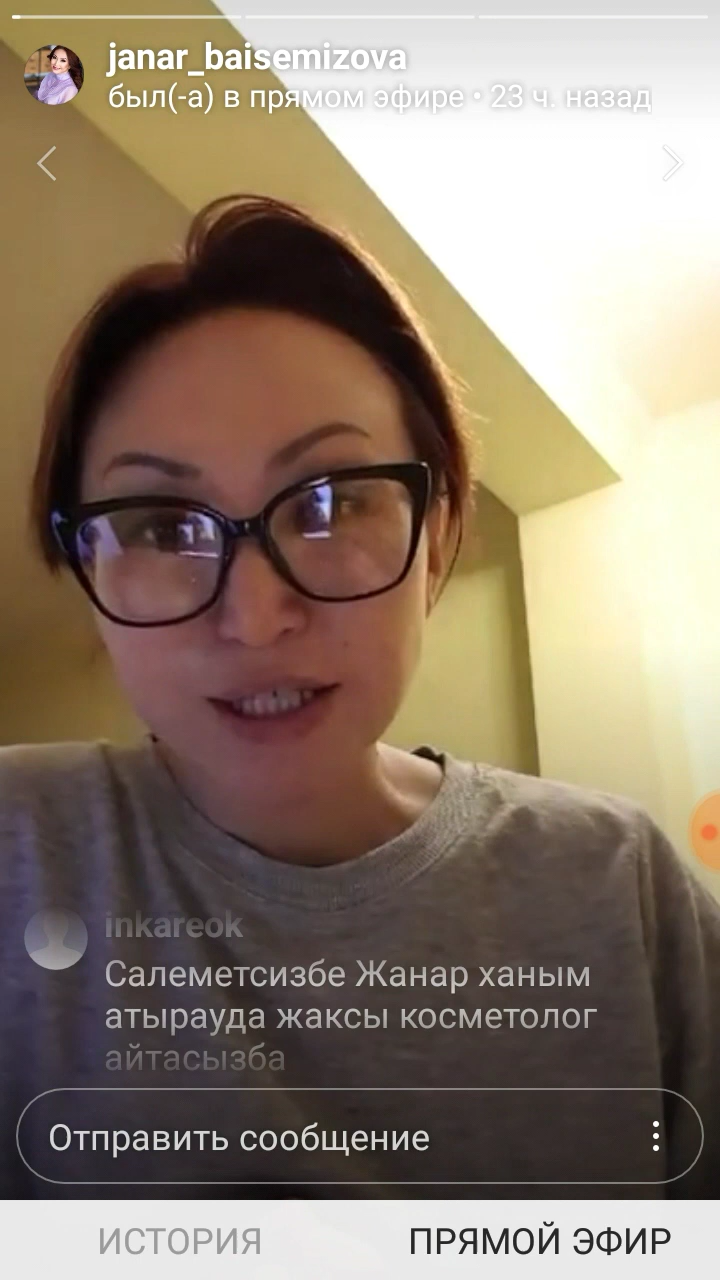 janar_baisemizova
был(-а) в прямом эфире • 23 ч. назад
inkareok
Салеметсизбе Жанар ханым
атырауда жаксы косметолог
айтасызба
Отправить сообщение
ИСТОРИЯ
ПРЯМОЙ ЭФИР